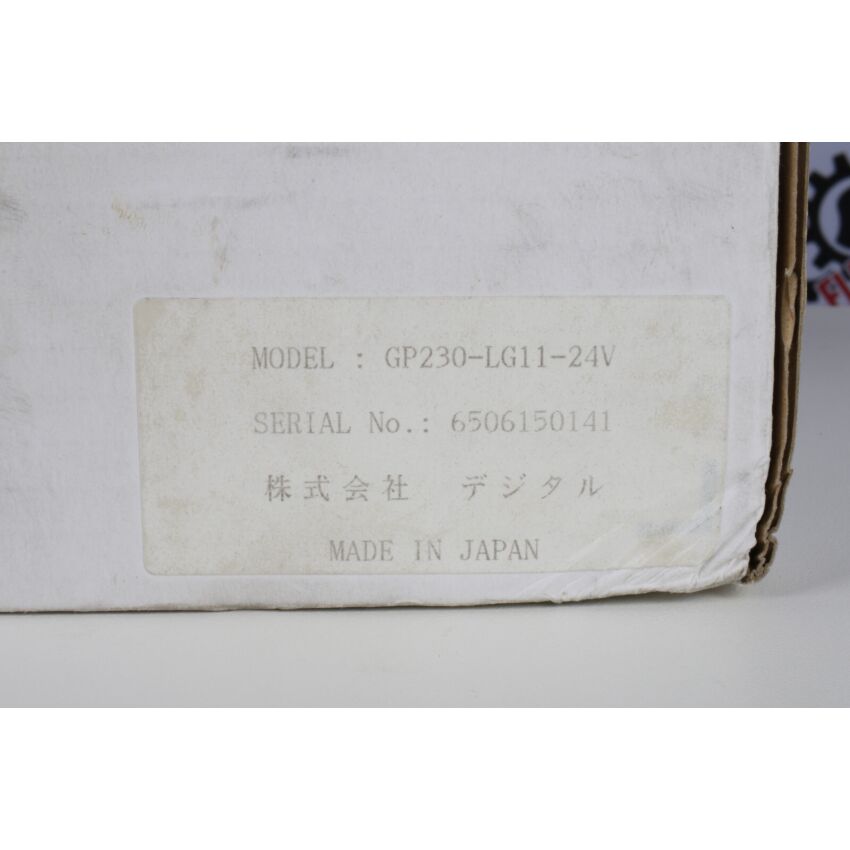 MODEL : GP230-LG11-24V
SERIAL No.: 6506150141
株式会社 デジタル
MADE IN JAPAN